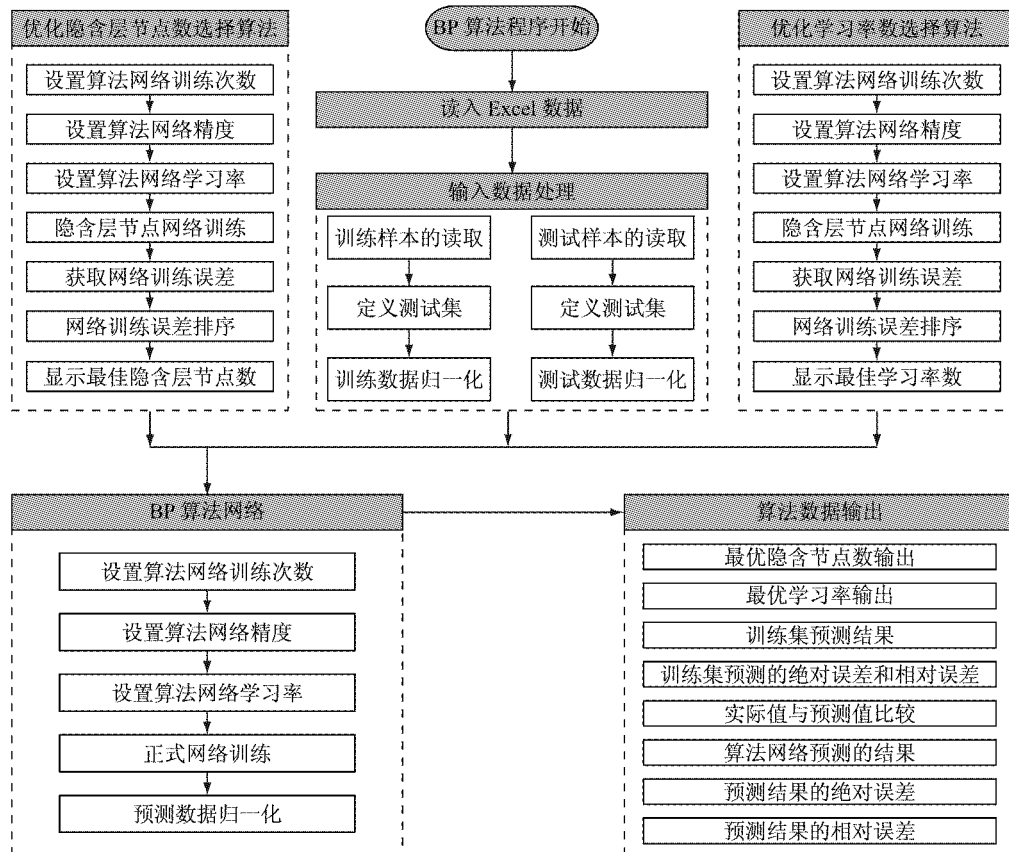 优化隐含层节点数选择算法
设置算法网络训练次数
设置算法网络精度
设置算法网络学习率
隐含层节点网络训练
获取网络训练误差
网络训练误差排序
显示最佳隐含层节点数
BP 算法程序开始
读入 Excel 数据
输入数据处理
训练样本的读取
定义测试集
训练数据归一化
测试样本的读取
定义测试集
测试数据归一化
优化学习率数选择算法
设置算法网络训练次数
设置算法网络精度
设置算法网络学习率
隐含层节点网络训练
获取网络训练误差
网络训练误差排序
显示最佳学习率数
BP 算法网络
设置算法网络训练次数
设置算法网络精度
设置算法网络学习率
正式网络训练
预测数据归一化
算法数据输出
最优隐含节点数输出
最优学习率输出
训练集预测结果
训练集预测的绝对误差和相对误差
实际值与预测值比较
算法网络预测的结果
预测结果的绝对误差
预测结果的相对误差